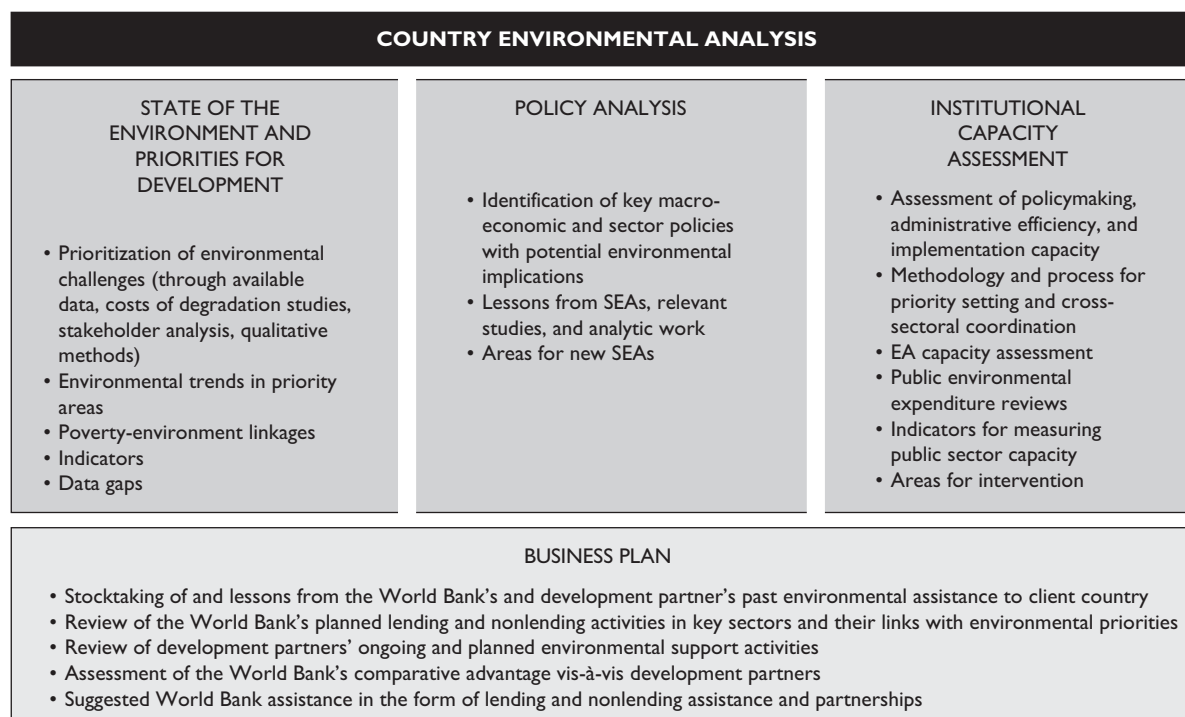 COUNTRY ENVIRONMENTAL ANALYSIS
STATE OF THE
ENVIRONMENT AND
PRIORITIES FOR
DEVELOPMENT
• Prioritization of environmental
challenges (through available
data, costs of degradation studies,
stakeholder analysis, qualitative
methods)
• Environmental trends in priority
areas
• Poverty-environment linkages
• Indicators
• Data gaps
POLICY ANALYSIS
• Identification of key macro-
economic and sector policies
with potential environmental
implications
• Lessons from SEAs, relevant
studies, and analytic work
• Areas for new SEAs
INSTITUTIONAL
CAPACITY
ASSESSMENT
• Assessment of policymaking,
administrative efficiency, and
implementation capacity
• Methodology and process for
priority setting and cross-
sectoral coordination
• EA capacity assessment
• Public environmental
expenditure reviews
• Indicators for measuring
public sector capacity
• Areas for intervention
BUSINESS PLAN
• Stocktaking of and lessons from the World Bank's and development partner's past environmental assistance to client country
• Review of the World Bank's planned lending and nonlending activities in key sectors and their links with environmental priorities
• Review of development partners' ongoing and planned environmental support activities
• Assessment of the World Bank's comparative advantage vis-à-vis development partners
• Suggested World Bank assistance in the form of lending and nonlending assistance and partnerships